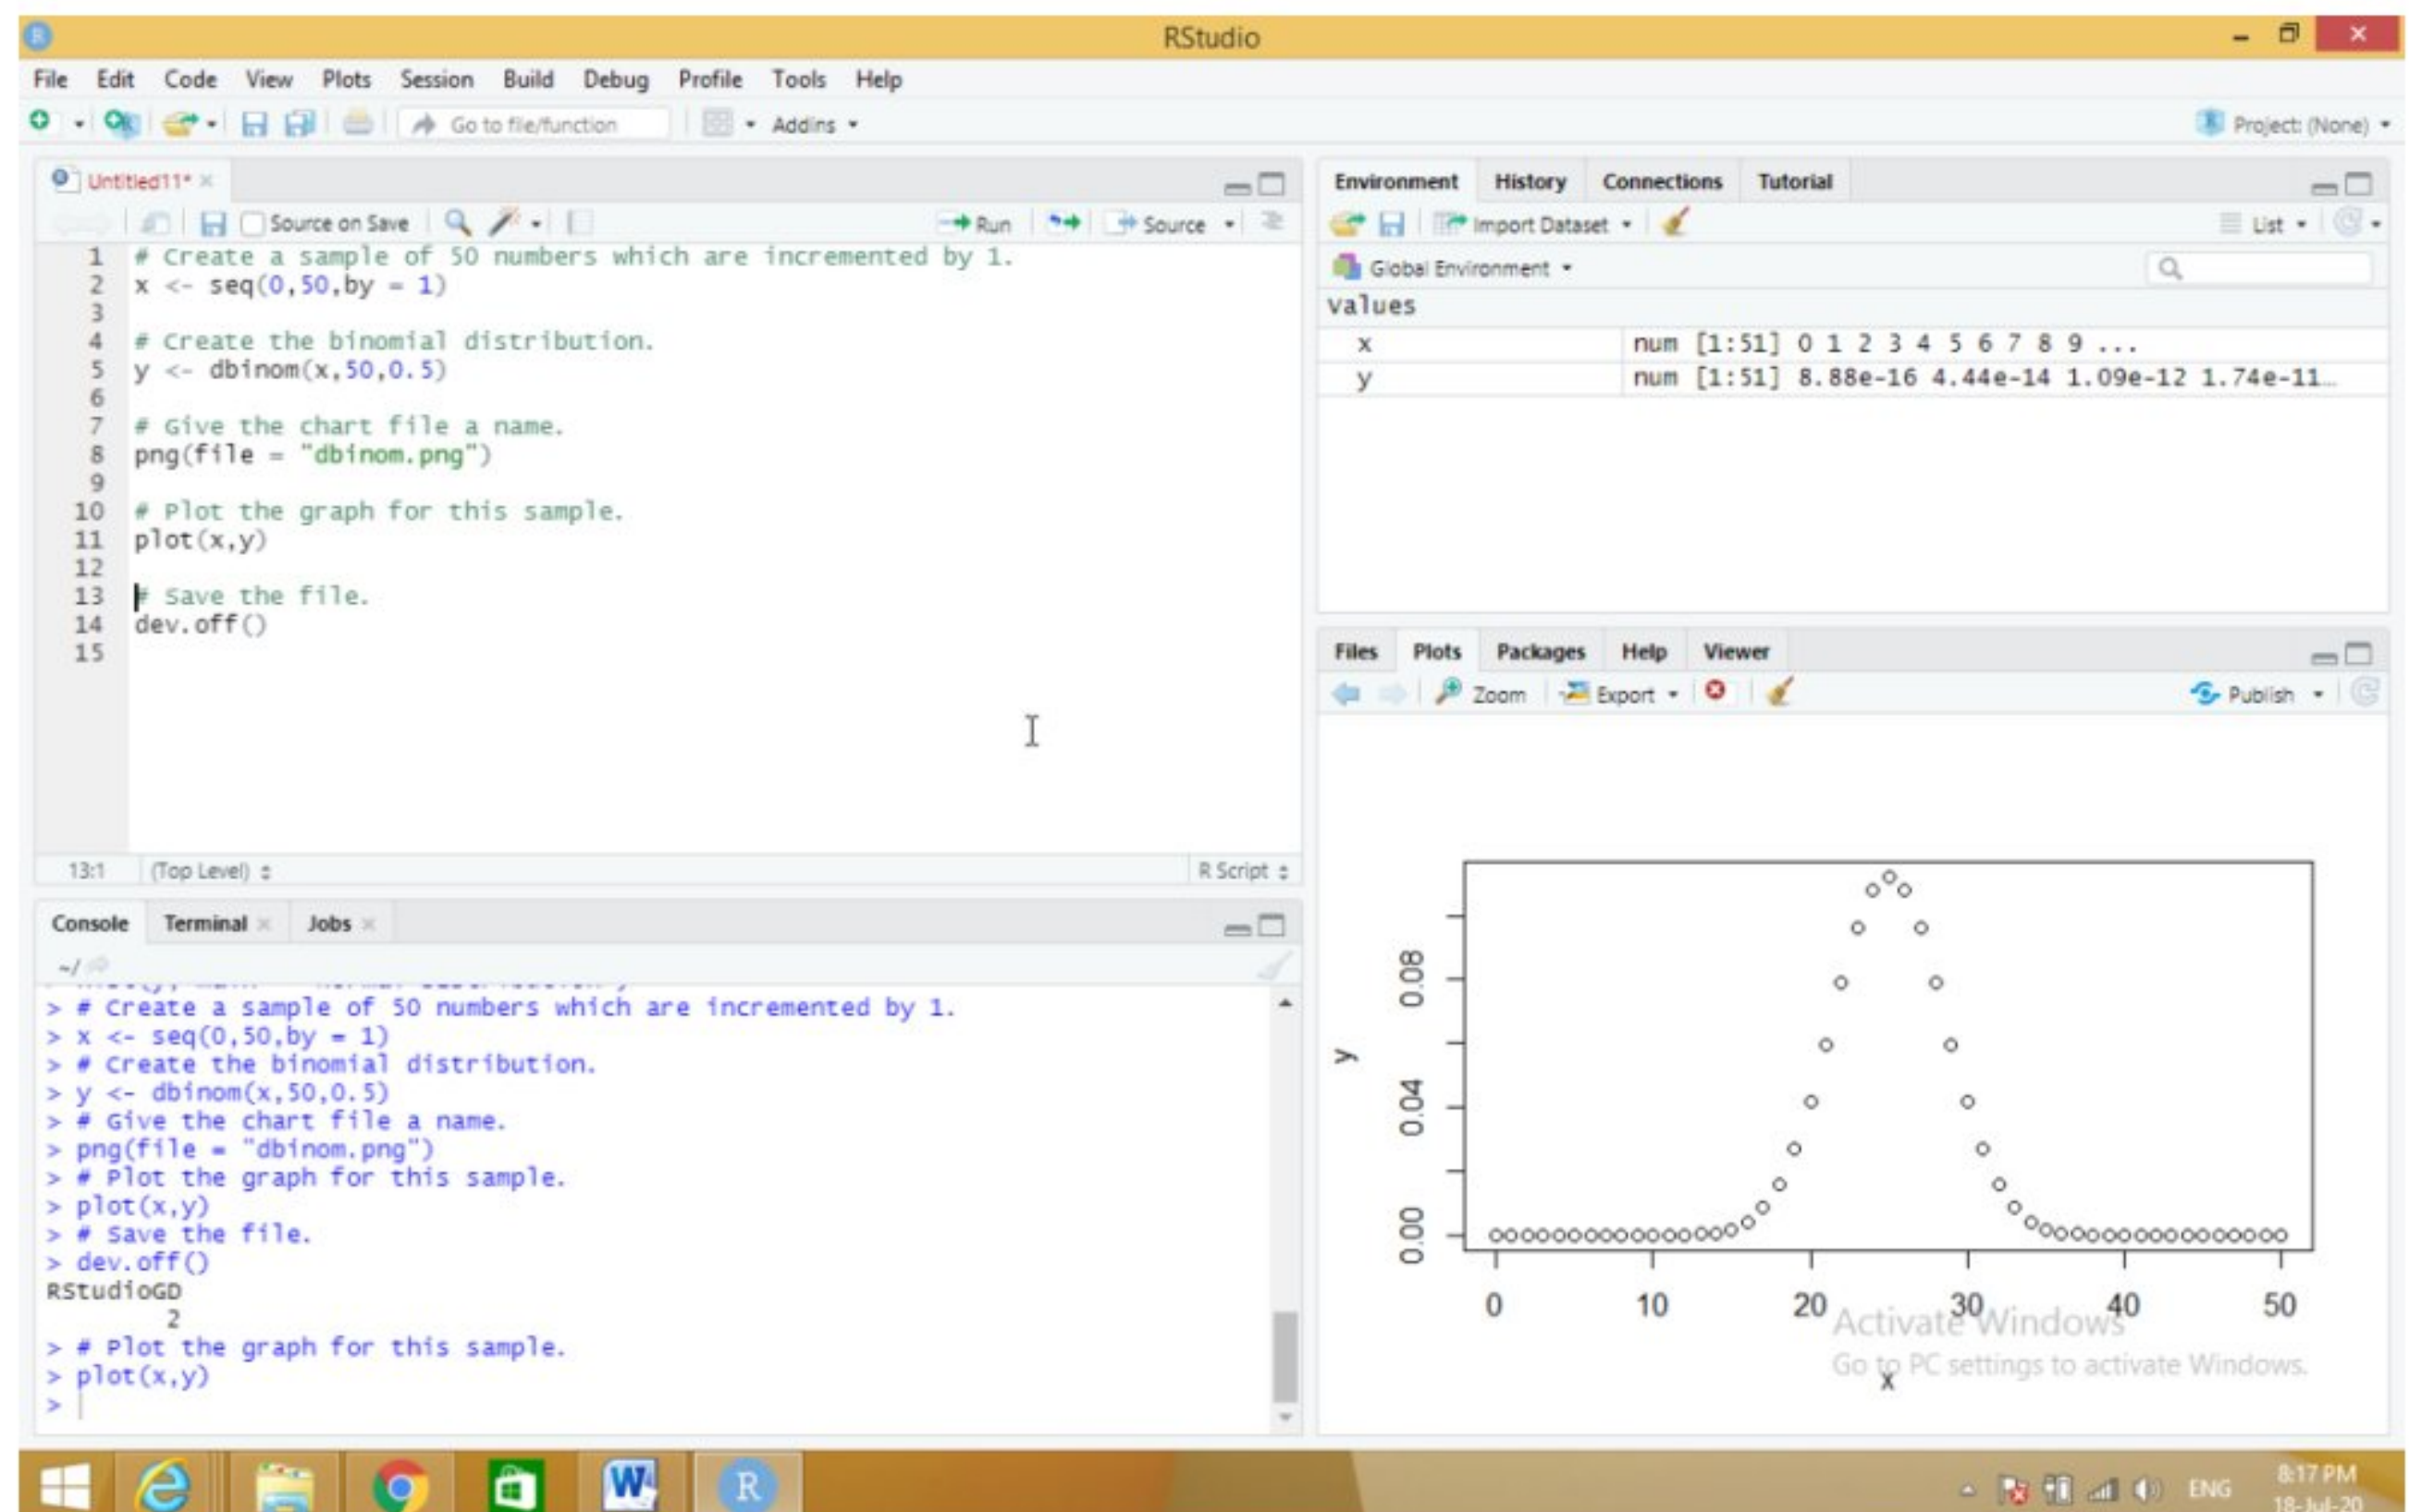 RStudio
File Edit Code View Plots Session Build Debug Profile Tools Help
Go to file/function Addins Project: (None)
Untitled11*
Source on Save Run Source
1 # Create a sample of 50 numbers which are incremented by 1.
2 x <- seq(0,50,by = 1)
3
4 # Create the binomial distribution.
5 y <- dbinom(x,50,0.5)
6
7 # Give the chart file a name.
8 png(file = "dbinom.png")
9
10 # Plot the graph for this sample.
11 plot(x,y)
12
13 # Save the file.
14 dev.off()
15
13:1 (Top Level) R Script
Console Terminal Jobs
~/
> # Create a sample of 50 numbers which are incremented by 1.
> x <- seq(0,50,by = 1)
> # Create the binomial distribution.
> y <- dbinom(x,50,0.5)
> # Give the chart file a name.
> png(file = "dbinom.png")
> # Plot the graph for this sample.
> plot(x,y)
> # Save the file.
> dev.off()
RStudioGD
2
> # Plot the graph for this sample.
> plot(x,y)
>
Environment History Connections Tutorial
Import Dataset List
Global Environment
Values
x num [1:51] 0 1 2 3 4 5 6 7 8 9 ...
y num [1:51] 8.88e-16 4.44e-14 1.09e-12 1.74e-11…
Files Plots Packages Help Viewer
Zoom Export Publish
y
0.08
0.04
0.00
0 10 20 30 40 50
x
Activate Windows
Go to PC settings to activate Windows.
ENG 8:17 PM
18-Jul-20